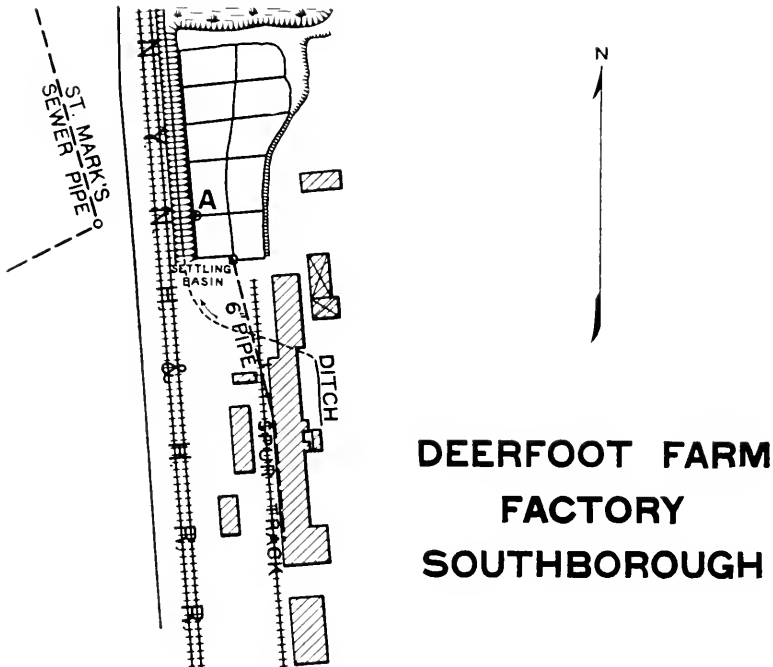 ST. MARK'S
SEWER PIPE
N. Y. N. H. & H. R. R.
A
SETTLING
BASIN
6" PIPE
DITCH
SPUR TRACK
N
DEERFOOT FARM
FACTORY
SOUTHBOROUGH